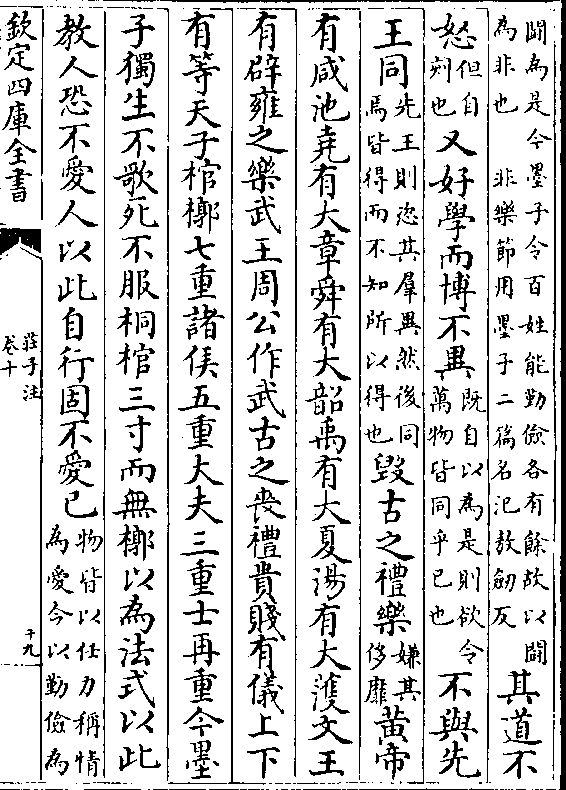 鬬為是今墨子令百姓能勤儉各有餘故以鬬為非也 非樂節用墨子二篇名汜敖劒反其道不
怒但自刻也又好學而博不異既自以為是則欲令萬物皆同乎已也不與先
王同先王則恣其羣異然後同焉皆得而不知所以得也毀古之禮樂嫌其侈靡黄帝
有咸池堯有大章舜有大韶禹有大夏湯有大濩文王
有辟雍之樂武王周公作武古之喪禮貴賤有儀上下
有等天子棺槨七重諸侯五重大夫三重士再重今墨
子獨生不歌死不服桐棺三寸而無槨以為法式以此
教人恐不愛人以此自行固不愛已物皆以仕力稱情為愛今以勤儉為
欽定四庫全書
莊子注
卷十
十九